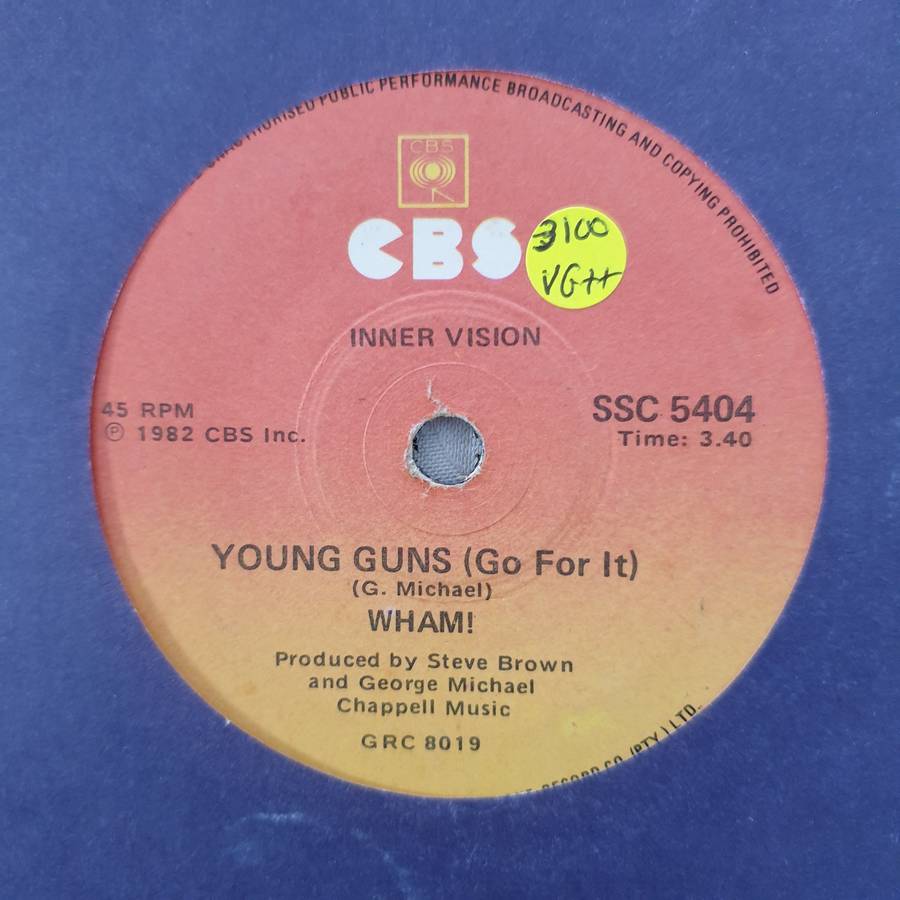 PUBLIC PERFORMANCE BROADCASTING AND COPYING PROHIBITED
CBS
CBS
3100
VG++
INNER VISION
45 RPM
℗ 1982 CBS Inc.
SSC 5404
Time: 3.40
YOUNG GUNS (Go For It)
(G. Michael)
WHAM!
Produced by Steve Brown
and George Michael
Chappell Music
GRC 8019
RECORD CO. (PTY.) LTD.